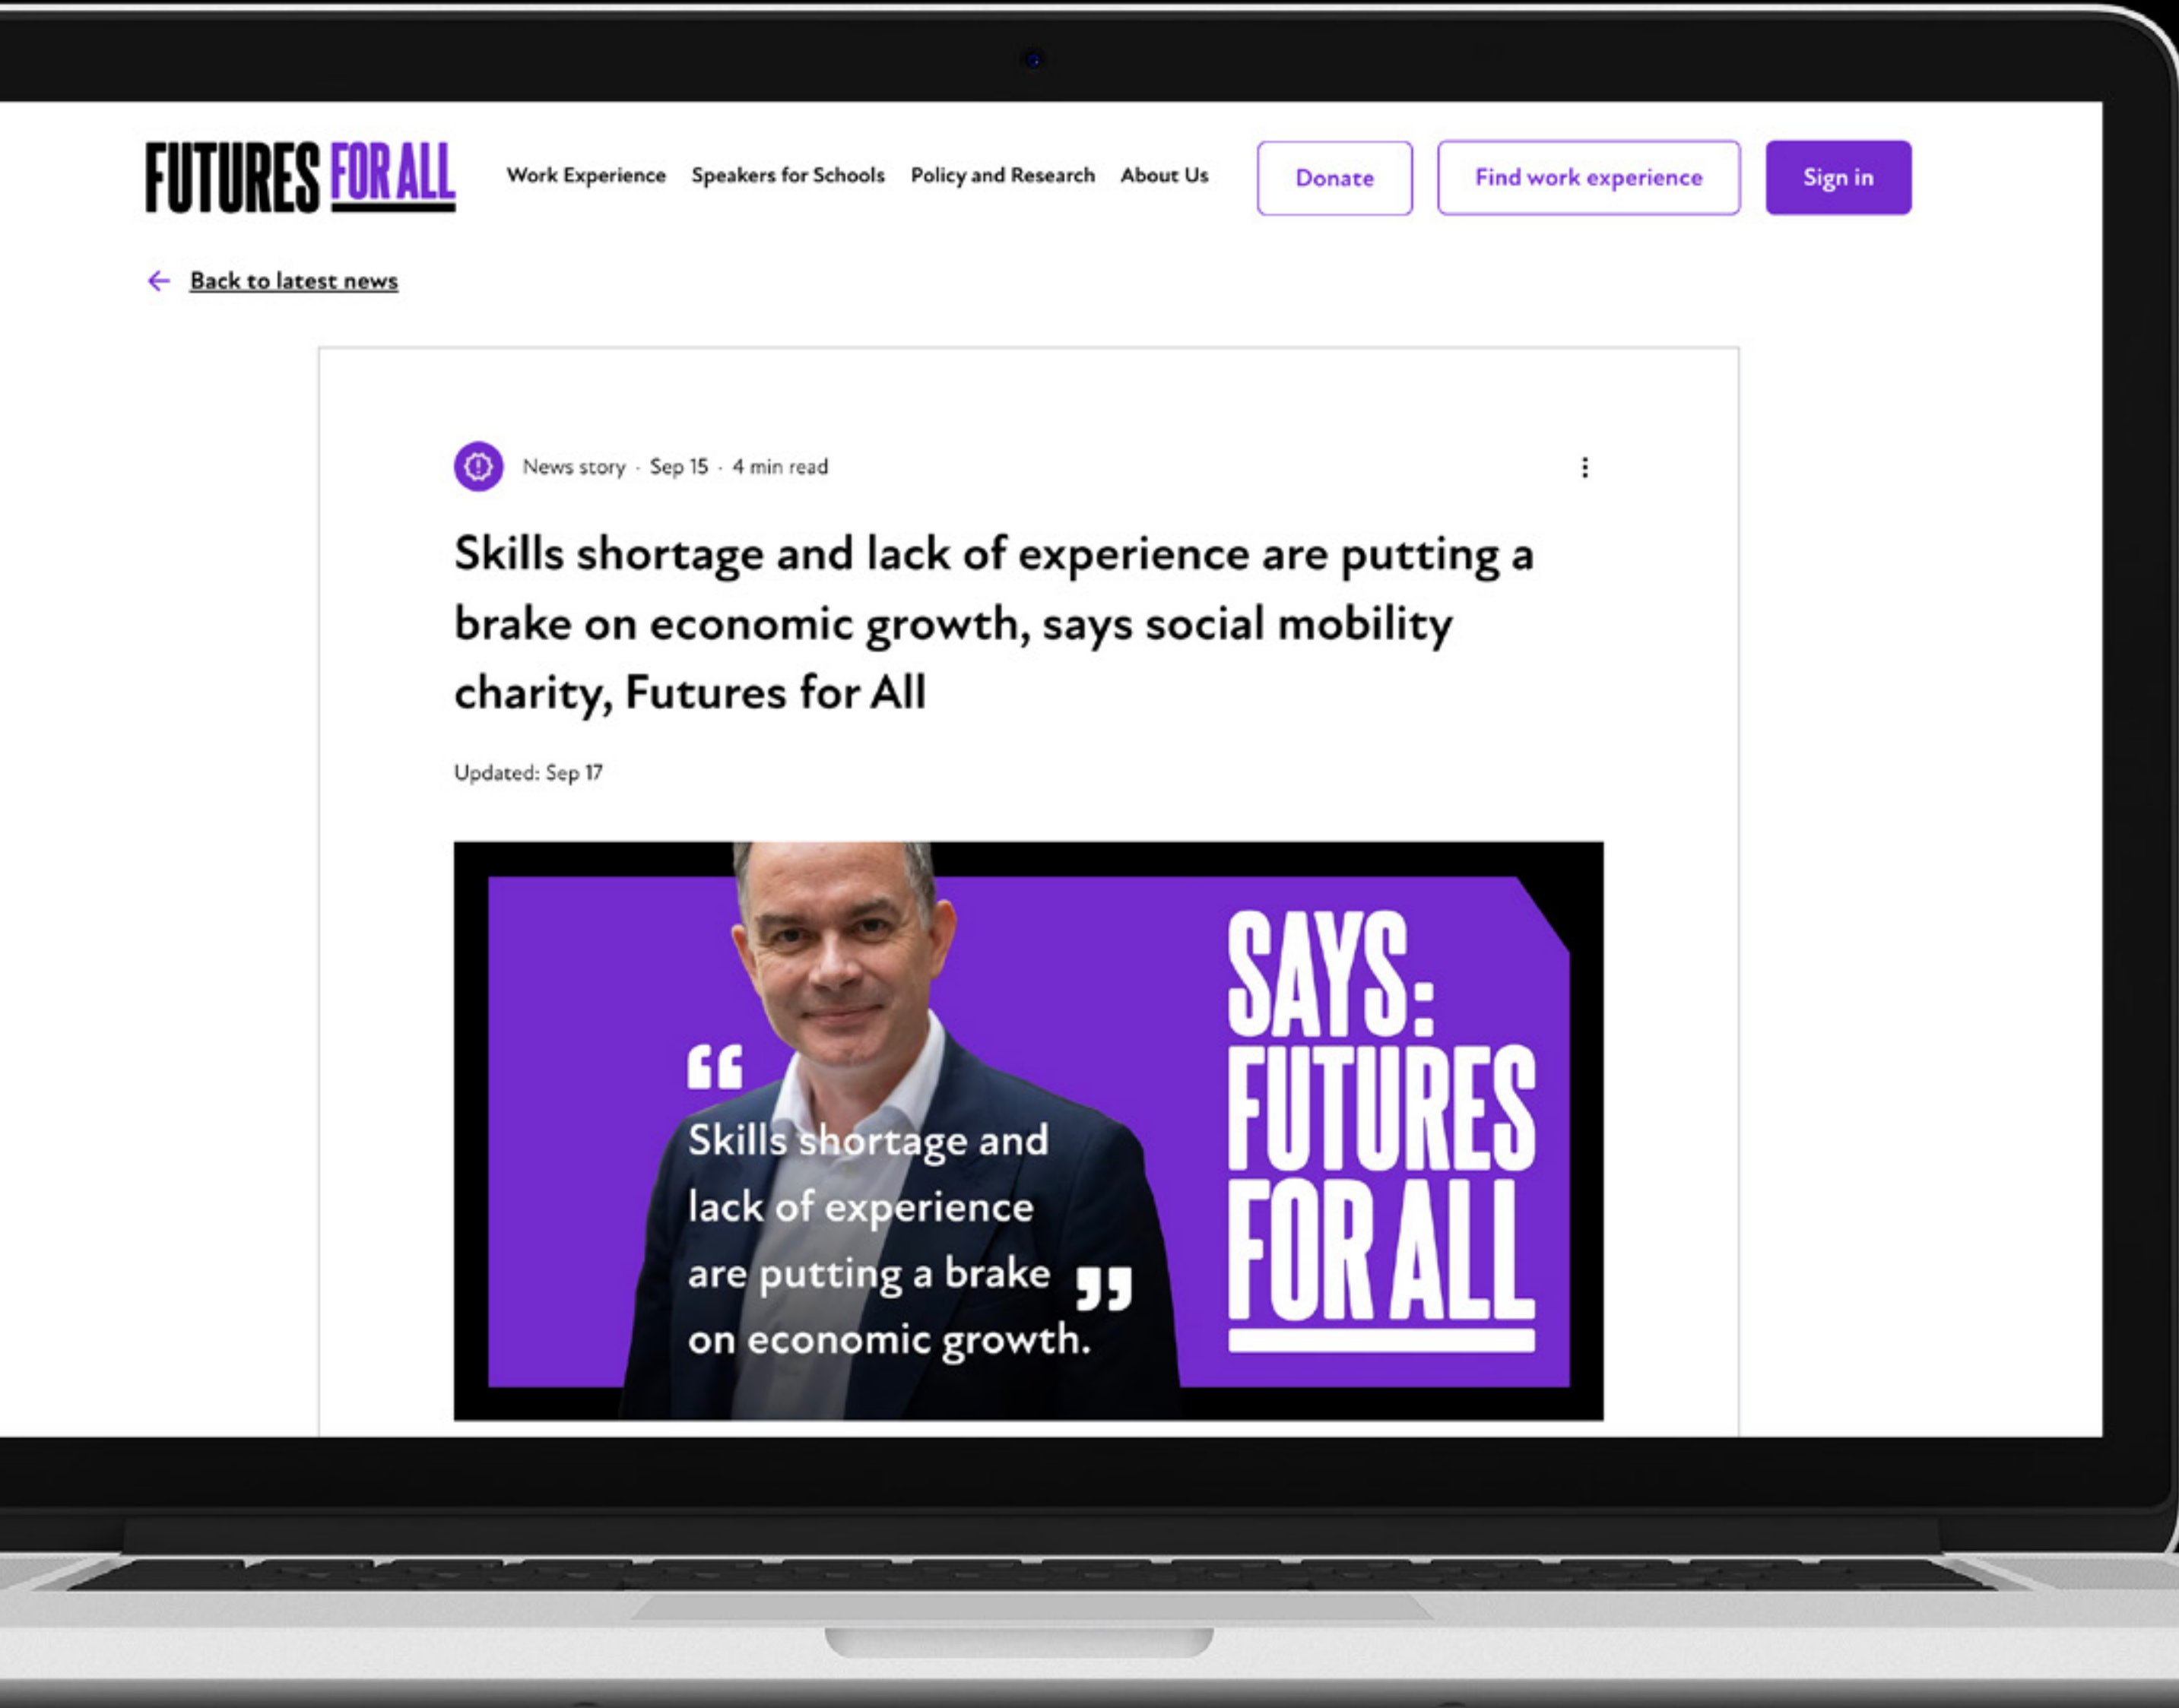 FUTURES FOR ALL
Work Experience Speakers for Schools Policy and Research About Us
Donate
Find work experience
Sign in
Back to latest news
News story · Sep 15 · 4 min read
Skills shortage and lack of experience are putting a
brake on economic growth, says social mobility
charity, Futures for All
Updated: Sep 17
“
Skills shortage and
lack of experience
are putting a brake
on economic growth.
”
SAYS:
FUTURES
FOR ALL